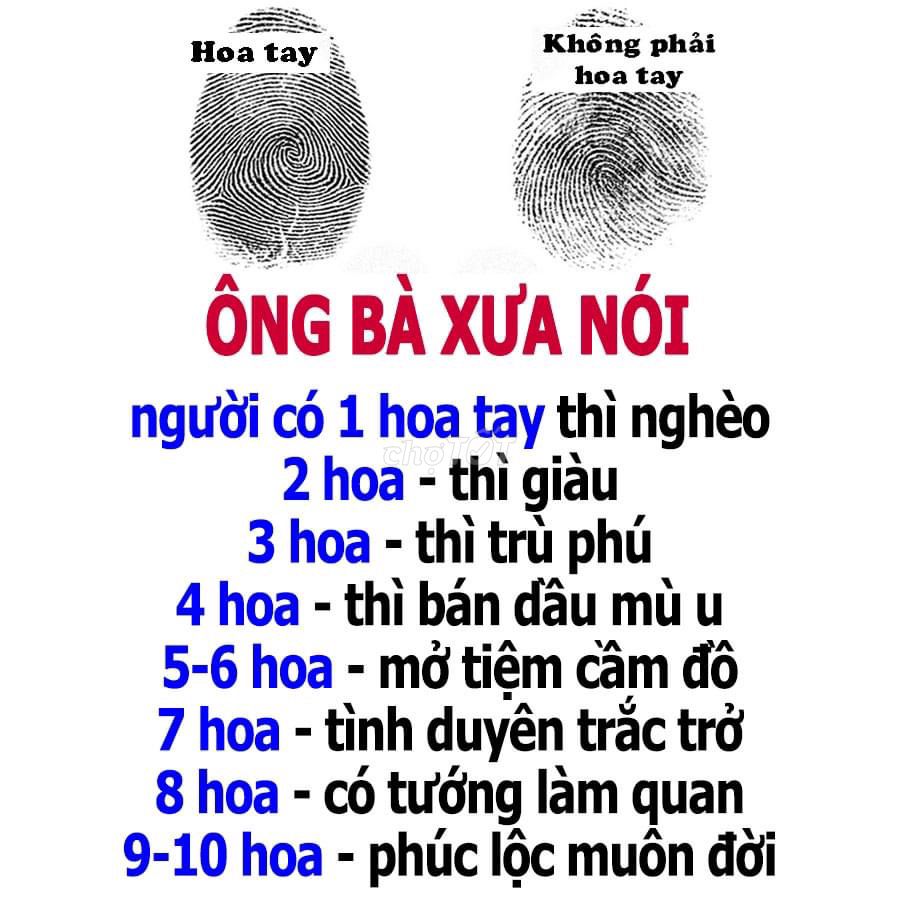 Hoa tay
Không phải
hoa tay
ÔNG BÀ XƯA NÓI
người có 1 hoa tay thì nghèo
chợTỐT
2 hoa - thì giàu
3 hoa - thì trù phú
4 hoa - thì bán dầu mù u
5-6 hoa - mở tiệm cầm đồ
7 hoa - tình duyên trắc trở
8 hoa - có tướng làm quan
9-10 hoa - phúc lộc muôn đời